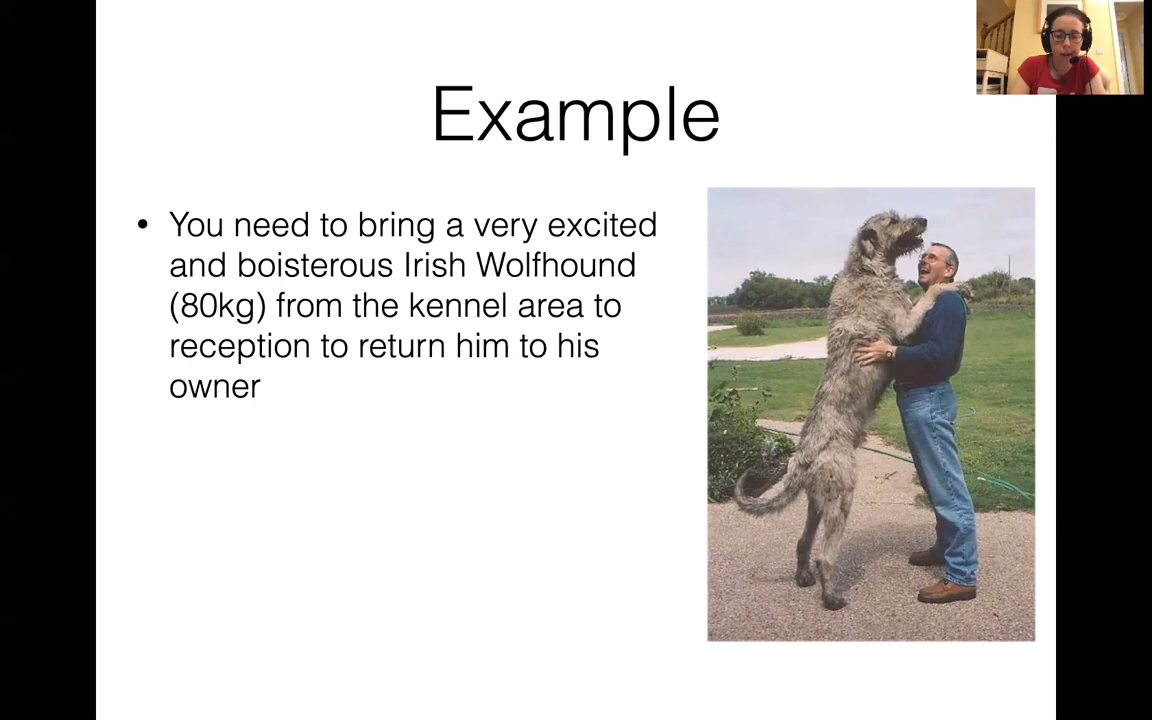 Example
• You need to bring a very excited
and boisterous Irish Wolfhound
(80kg) from the kennel area to
reception to return him to his
owner